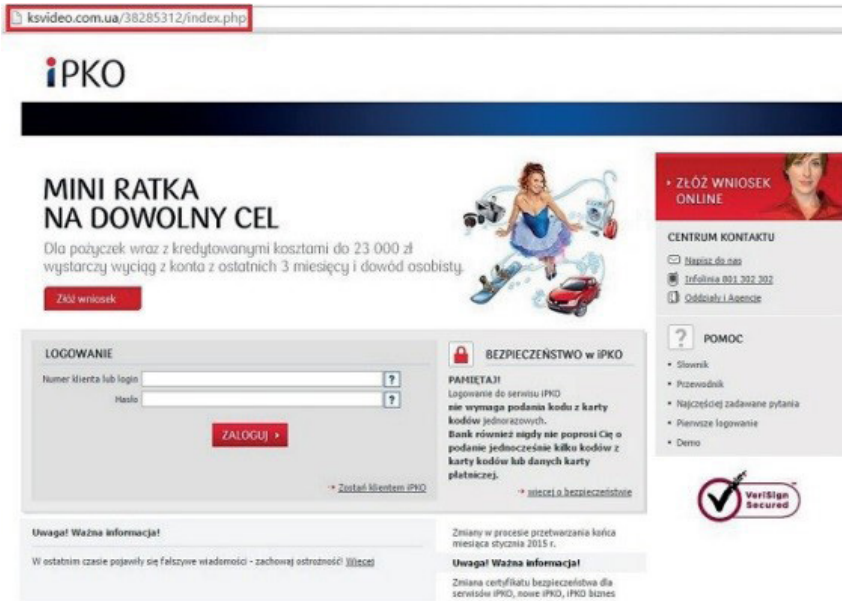 ksvideo.com.ua/38285312/index.php
iPKO
MINI RATKA
NA DOWOLNY CEL
Dla pożyczek wraz z kredytowanymi kosztami do 23 000 zł
wystarczy wyciąg z konta z ostatnich 3 miesięcy i dowód osobisty.
Złóż wniosek
ZŁÓŻ WNIOSEK
ONLINE
CENTRUM KONTAKTU
Napisz do nas
Infolinia 801 302 302
Oddziały i Agencje
? POMOC
Słownik
Przewodnik
Najczęściej zadawane pytania
Pierwsze logowanie
Demo
VeriSign
Secured
LOGOWANIE
Numer klienta lub login ?
Hasło ?
ZALOGUJ
Zostań klientem iPKO
BEZPIECZEŃSTWO w iPKO
PAMIĘTAJ!
Logowanie do serwisu iPKO
nie wymaga podania kodu z karty
kodów jednorazowych.
Bank również nigdy nie poprosi Cię o
podanie jednocześnie kilku kodów z
karty kodów lub danych karty
płatniczej.
więcej o bezpieczeństwie
Uwaga! Ważna informacja!
W ostatnim czasie pojawiły się fałszywe wiadomości - zachowaj ostrożność! Więcej
Zmiany w procesie przetwarzania końca
miesiąca stycznia 2015 r.
Uwaga! Ważna informacja!
Zmiana certyfikatu bezpieczeństwa dla
serwisów iPKO, nowe iPKO, iPKO biznes